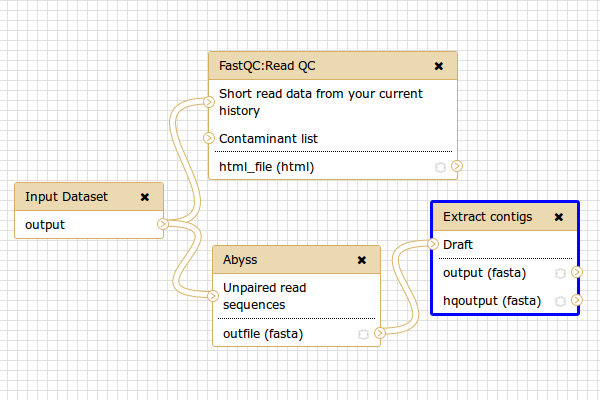 FastQC:Read QC
Short read data from your current
history
Contaminant list
html_file (html)
Input Dataset
output
Abyss
Unpaired read
sequences
outfile (fasta)
Extract contigs
Draft
output (fasta)
hqoutput (fasta)